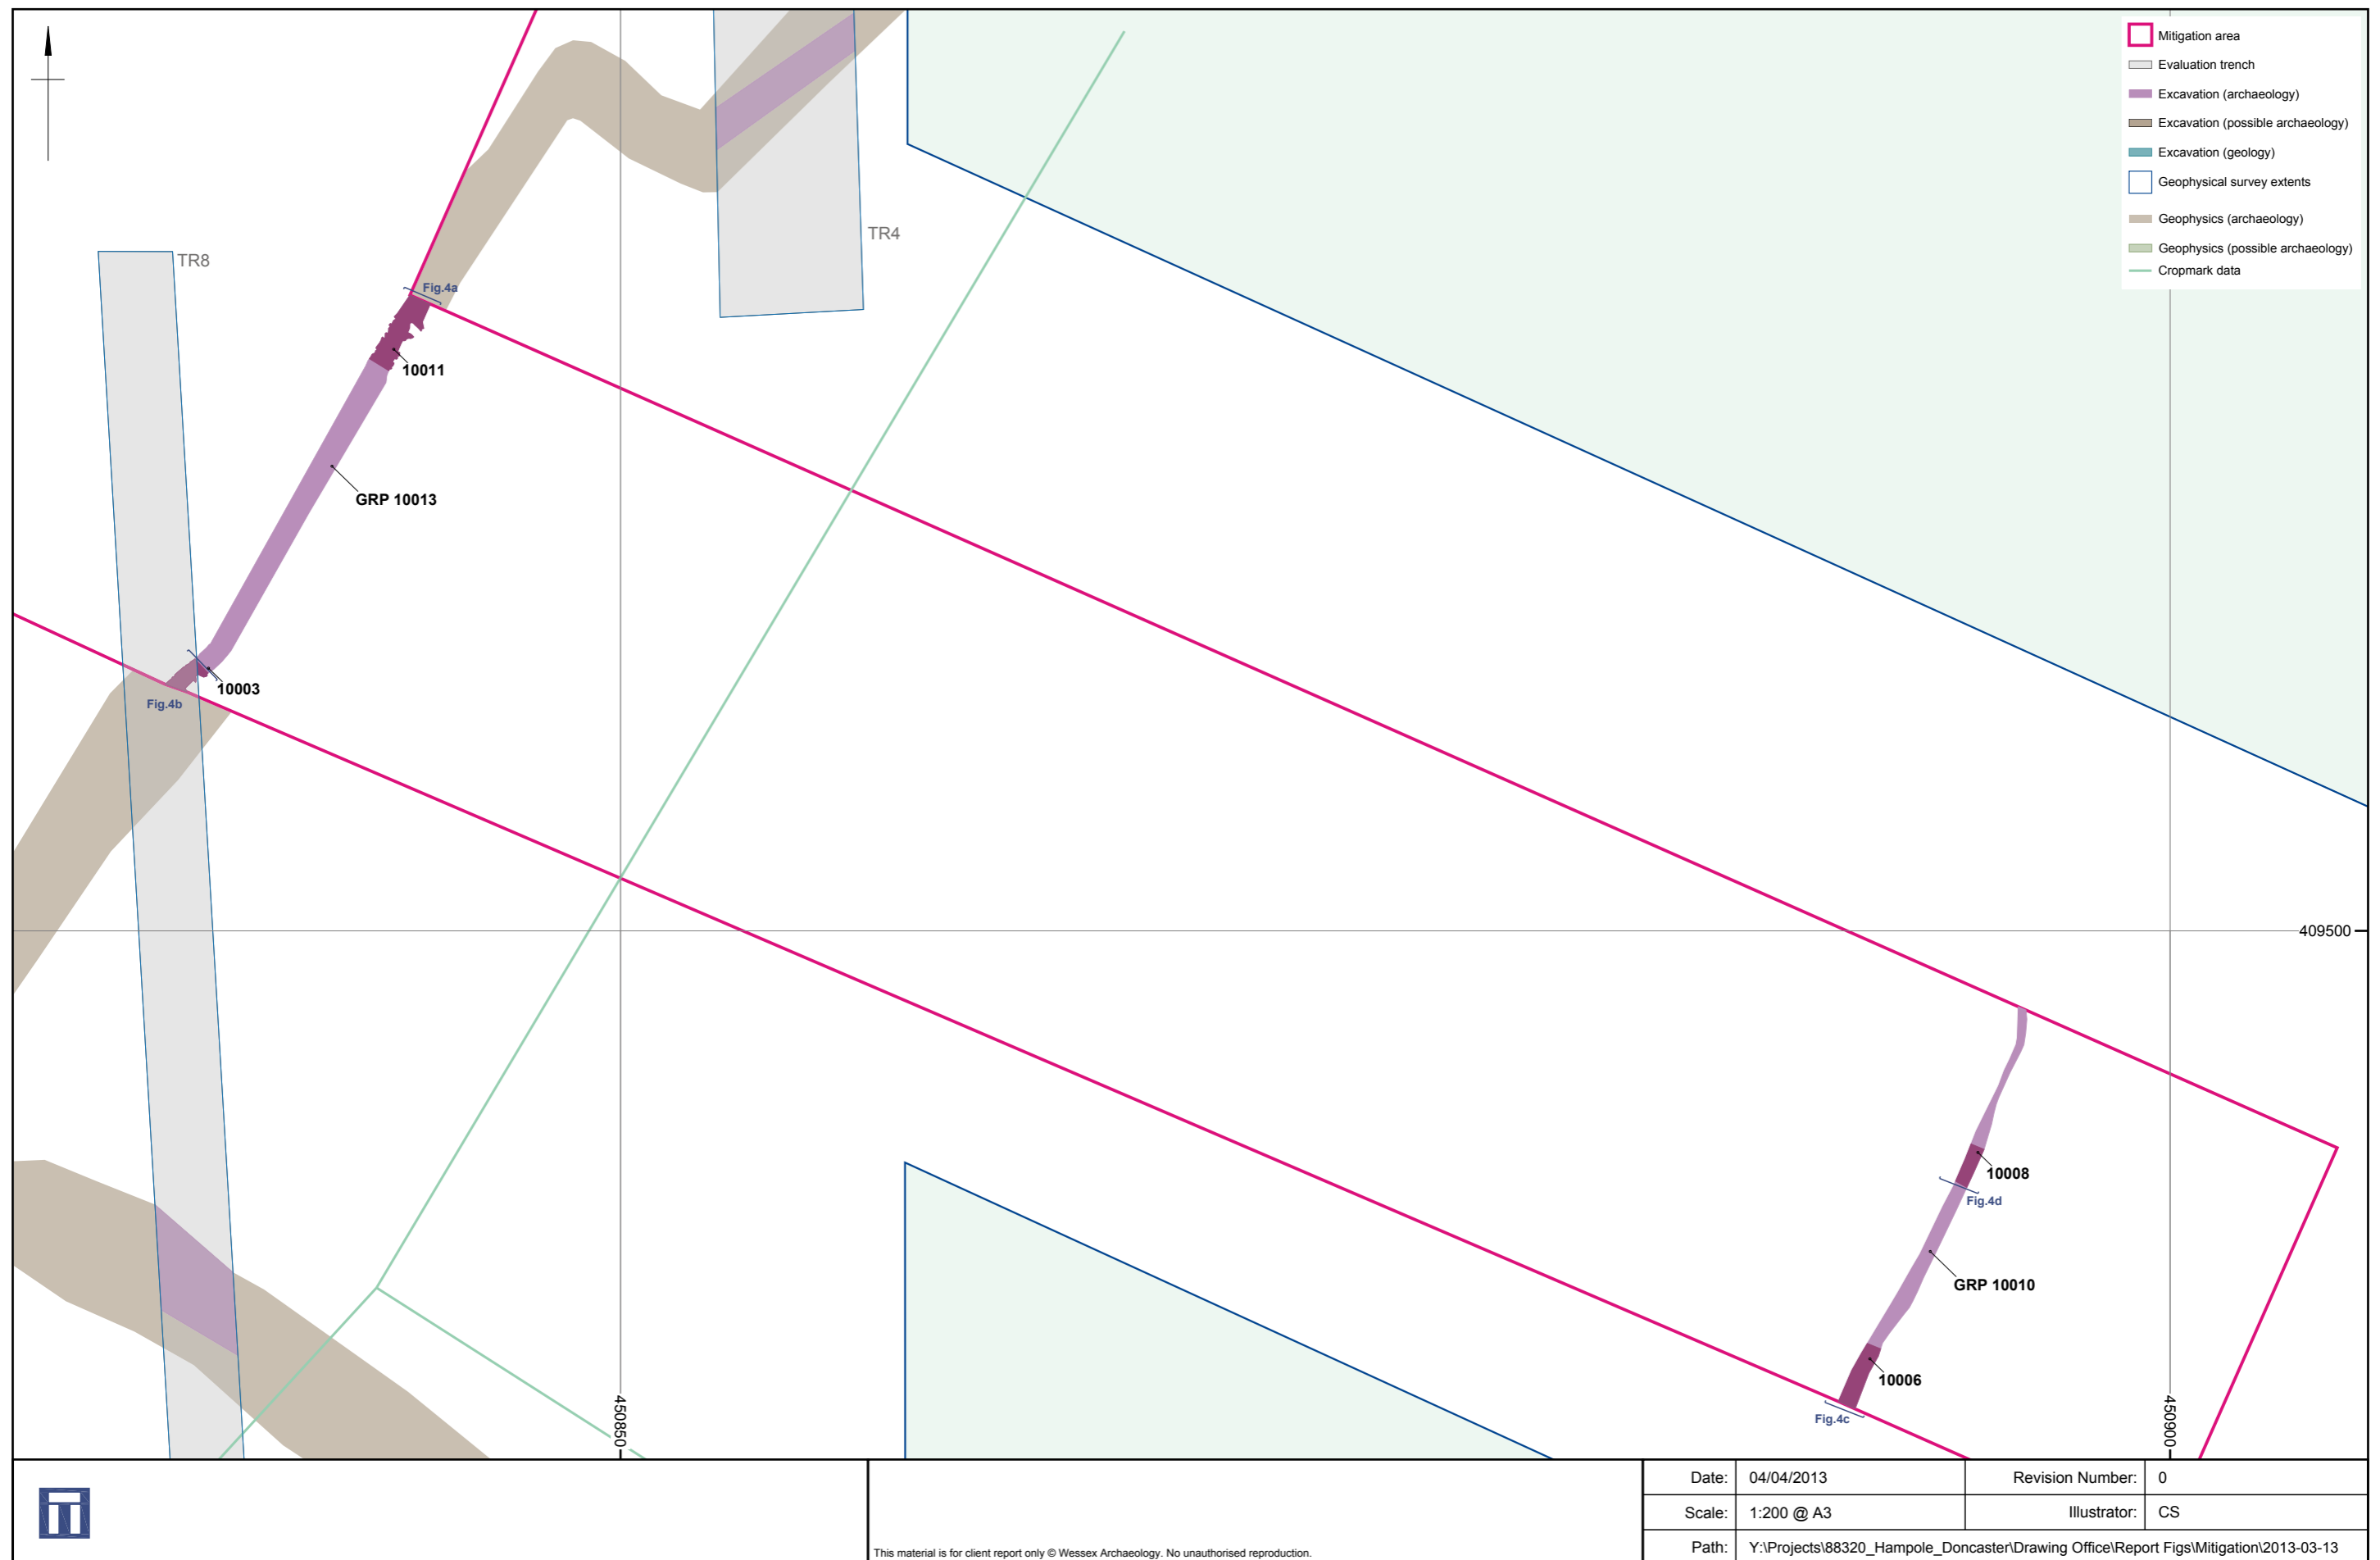 Mitigation area
Evaluation trench
Excavation (archaeology)
Excavation (possible archaeology)
Excavation (geology)
Geophysical survey extents
Geophysics (archaeology)
Geophysics (possible archaeology)
Cropmark data
TR4
TR8
Fig.4a
10011
GRP 10013
10003
Fig.4b
409500
10008
Fig.4d
GRP 10010
10006
Fig.4c
450850
450900
Date: 04/04/2013 Revision Number: 0
Scale: 1:200 @ A3 Illustrator: CS
Path: Y:\Projects\88320_Hampole_Doncaster\Drawing Office\Report Figs\Mitigation\2013-03-13
This material is for client report only © Wessex Archaeology. No unauthorised reproduction.